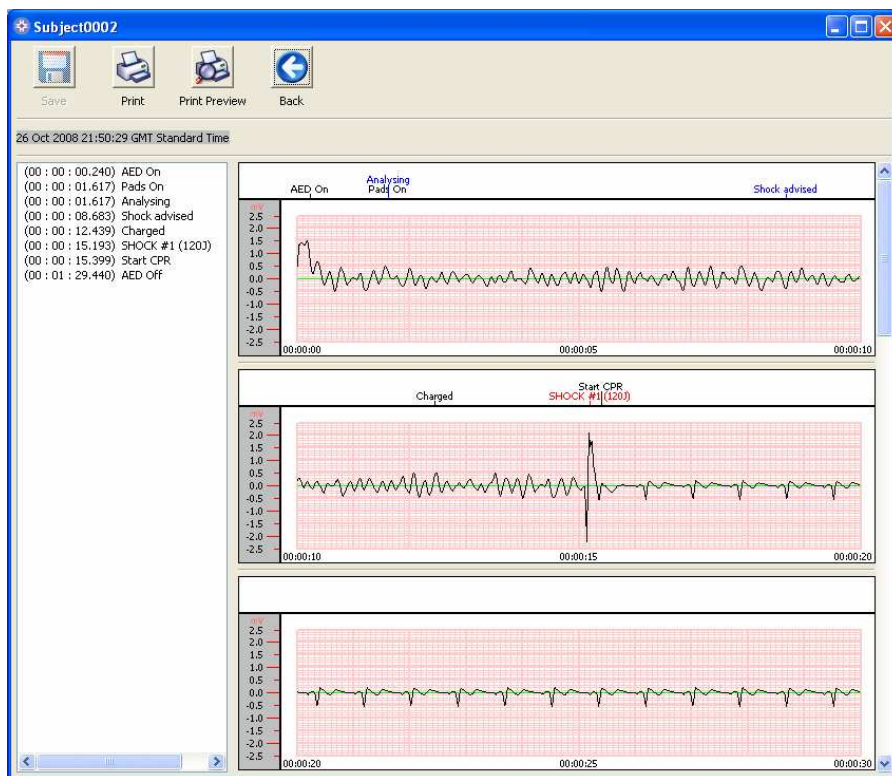 Subject0002
Save Print Print Preview Back
26 Oct 2008 21:50:29 GMT Standard Time
(00 : 00 : 00.240) AED On
(00 : 00 : 01.617) Pads On
(00 : 00 : 01.617) Analysing
(00 : 00 : 08.683) Shock advised
(00 : 00 : 12.439) Charged
(00 : 00 : 15.193) SHOCK #1 (120J)
(00 : 00 : 15.399) Start CPR
(00 : 01 : 29.440) AED Off
Analysing
AED On Pads On Shock advised
mV
2.5
2.0
1.5
1.0
0.5
0.0
-0.5
-1.0
-1.5
-2.0
-2.5
00:00:00 00:00:05 00:00:10
Start CPR
Charged SHOCK #1 (120J)
mV
2.5
2.0
1.5
1.0
0.5
0.0
-0.5
-1.0
-1.5
-2.0
-2.5
00:00:10 00:00:15 00:00:20
mV
2.5
2.0
1.5
1.0
0.5
0.0
-0.5
-1.0
-1.5
-2.0
-2.5
00:00:20 00:00:25 00:00:30